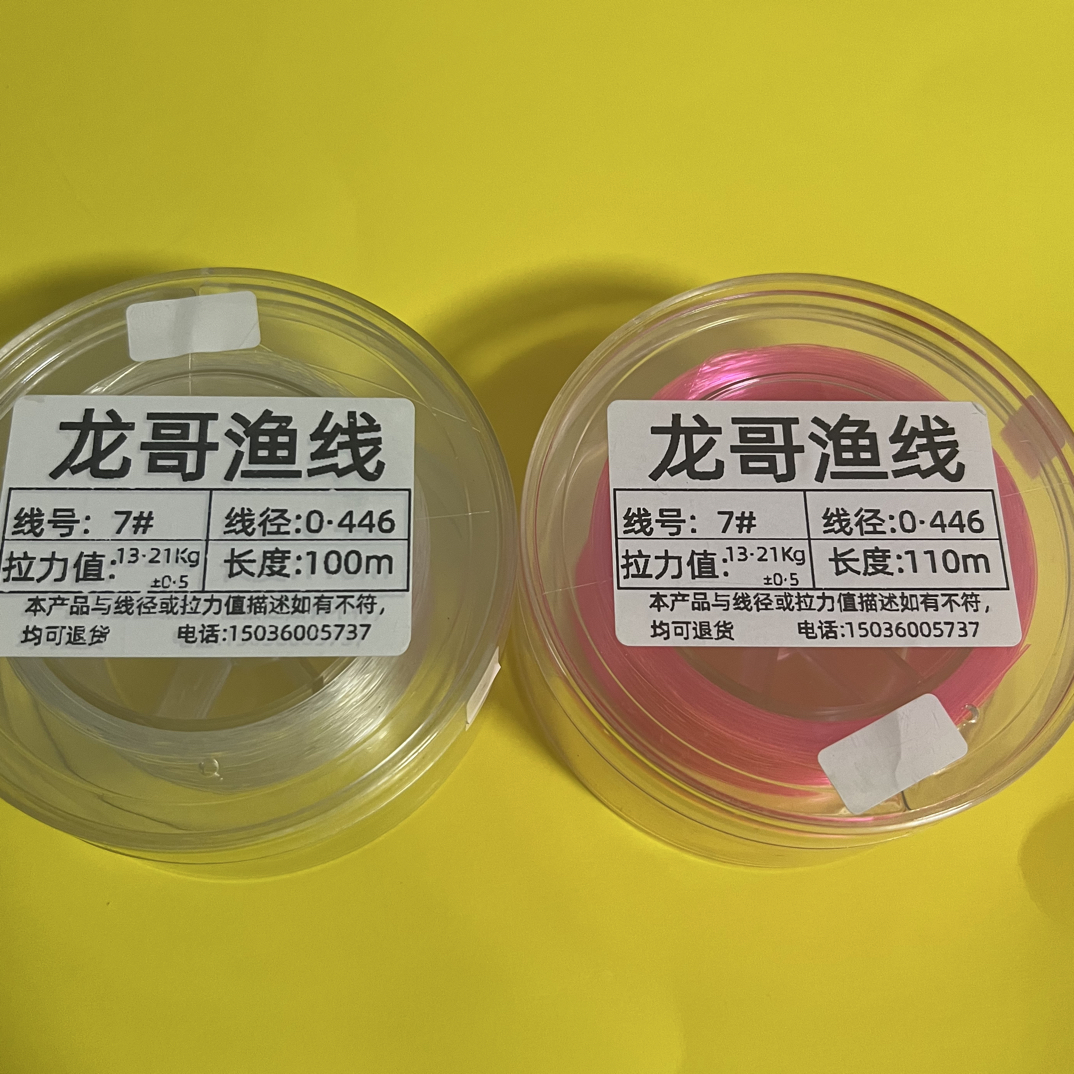 龙哥渔线
线号：7# 线径:0·446
拉力值:13·21Kg ±0·5 长度:100m
本产品与线径或拉力值描述如有不符，
均可退货 电话:15036005737
龙哥渔线
线号：7# 线径:0·446
拉力值:13·21Kg ±0·5 长度:110m
本产品与线径或拉力值描述如有不符，
均可退货 电话:15036005737